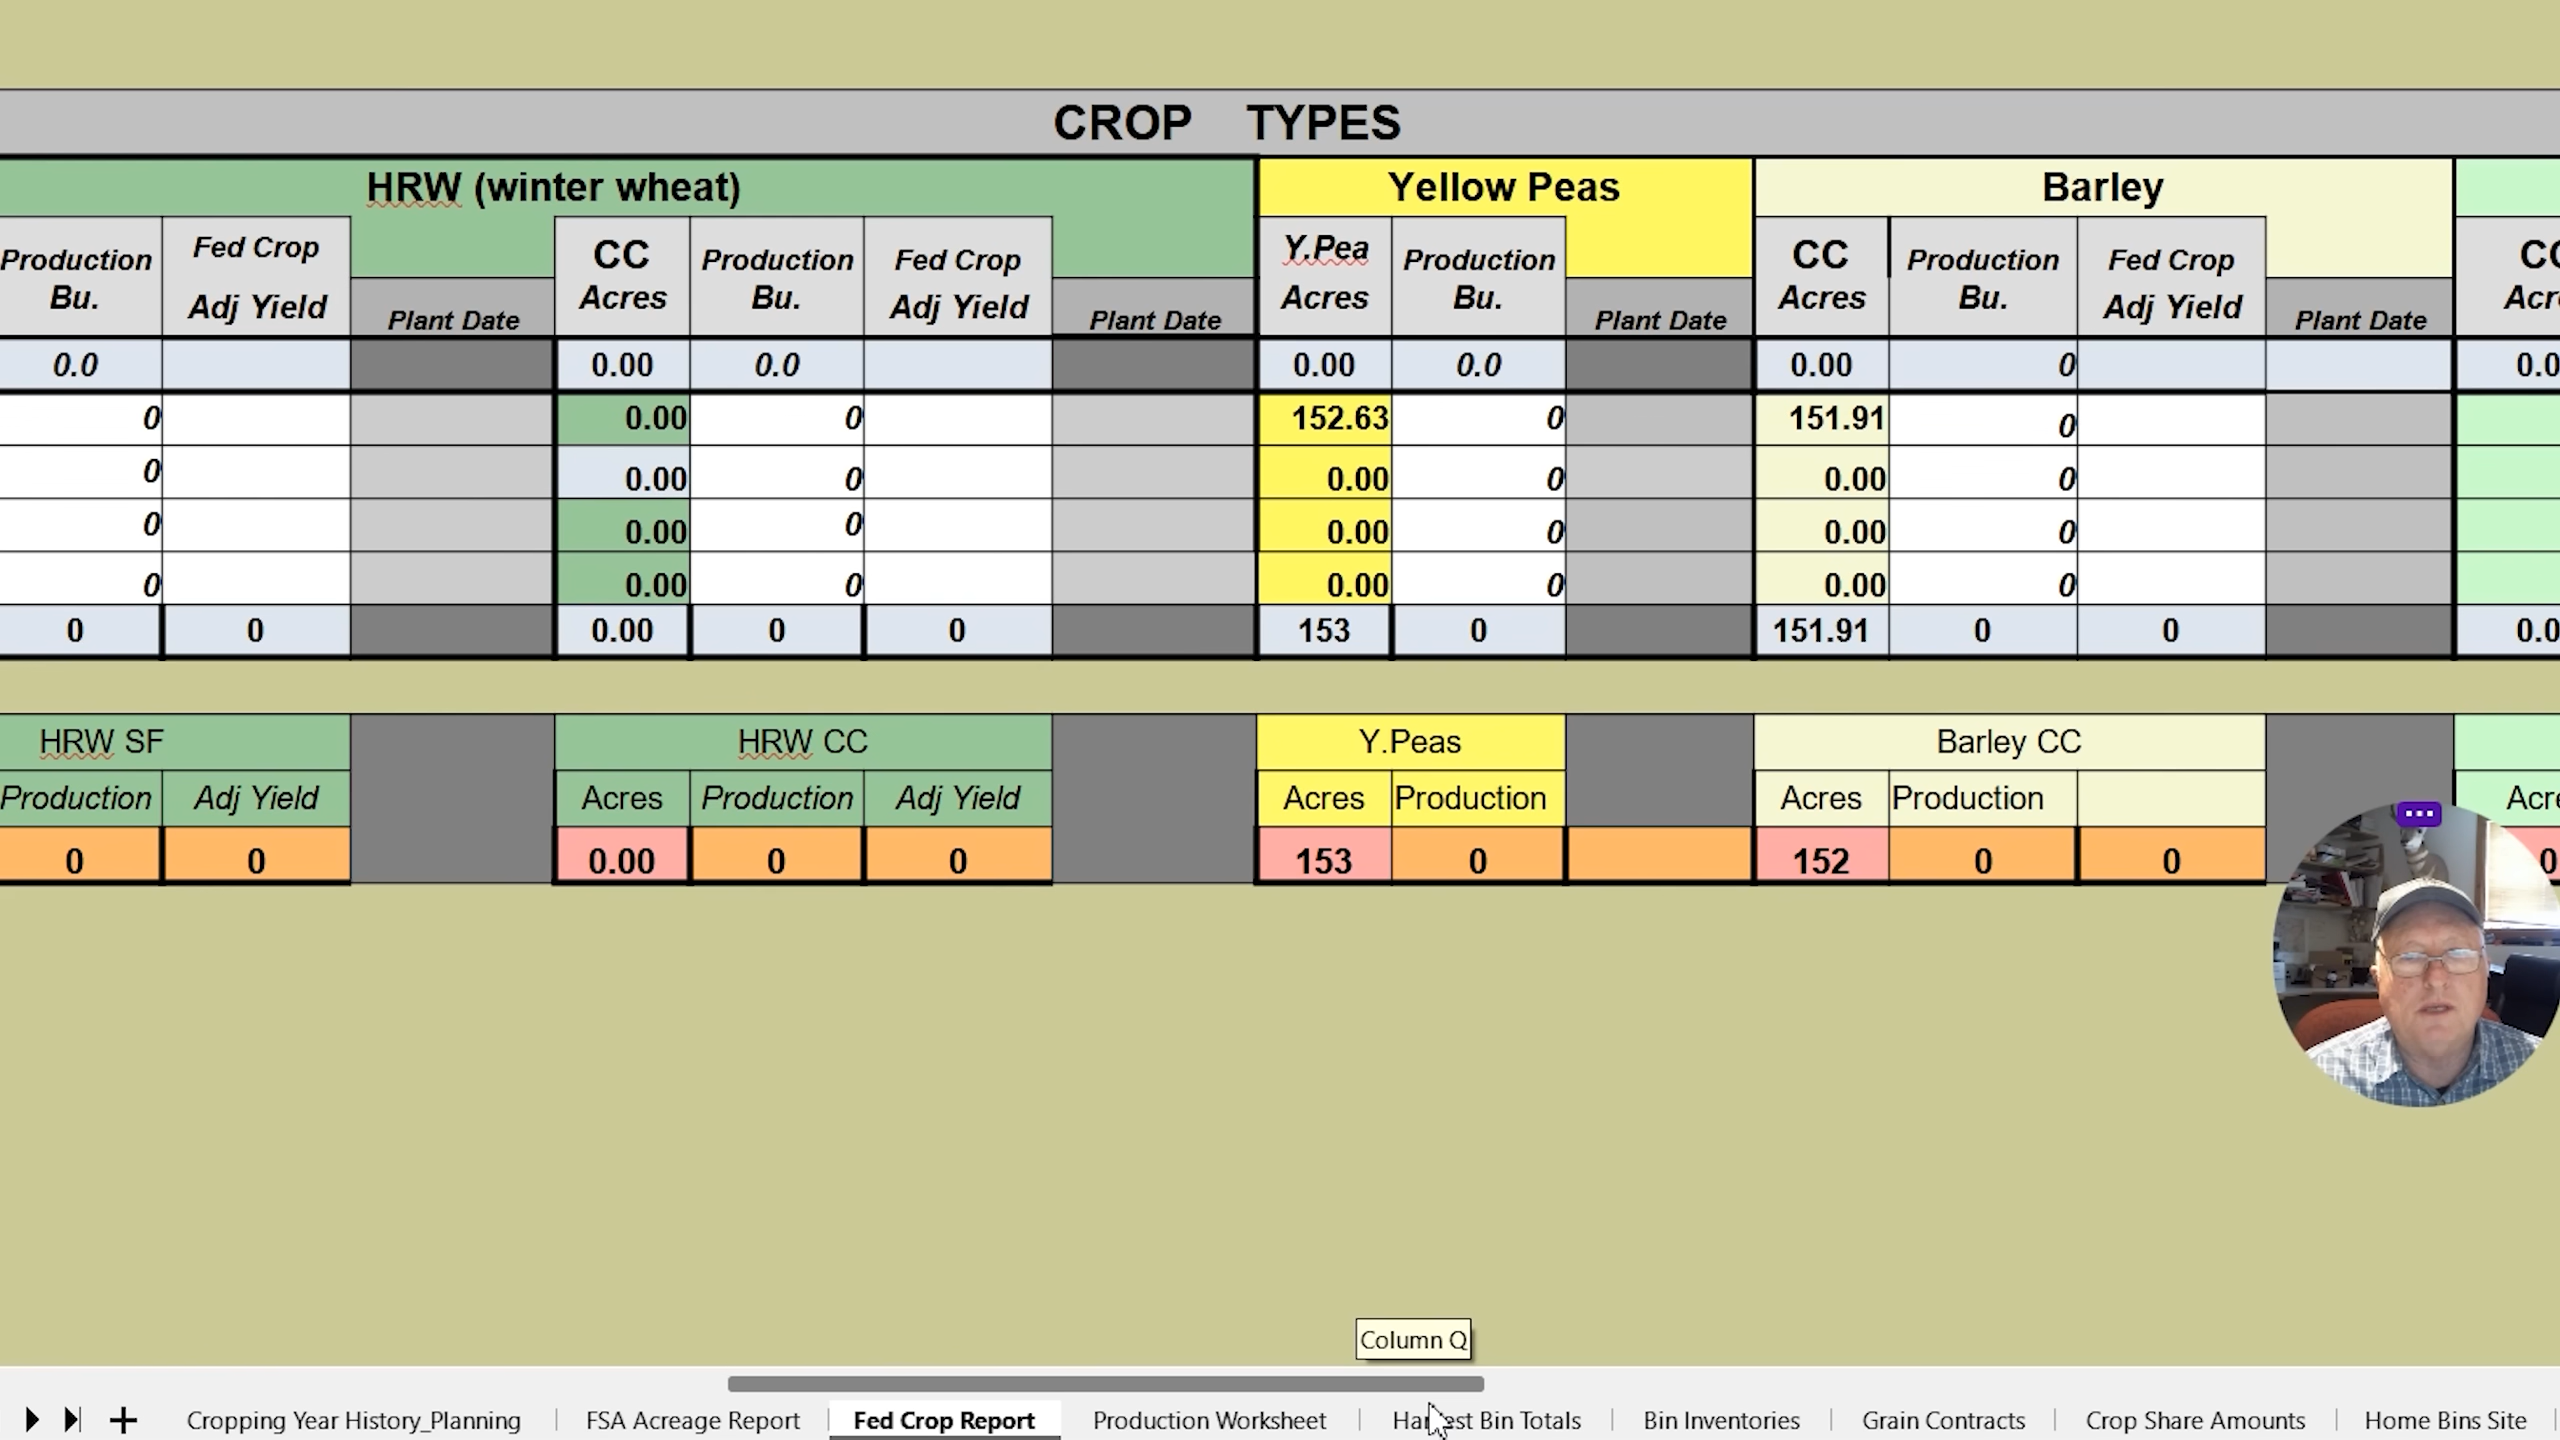 CROP TYPES
HRW (winter wheat) Yellow Peas Barley
Production Bu. Fed Crop Adj Yield Plant Date CC Acres Production Bu. Fed Crop Adj Yield Plant Date Y.Pea Acres Production Bu. Plant Date CC Acres Production Bu. Fed Crop Adj Yield Plant Date
0.0 0.00 0.0 0.00 0.0 0.00 0
0 0.00 0 152.63 0 151.91 0
0 0.00 0 0.00 0 0.00 0
0 0.00 0 0.00 0 0.00 0
0 0.00 0 0.00 0 0.00 0
0 0 0.00 0 0 153 0 151.91 0 0
HRW SF HRW CC Y.Peas Barley CC
Production Adj Yield Acres Production Adj Yield Acres Production Acres Production
0 0 0.00 0 0 153 0 152 0 0
Column Q
Cropping Year History_Planning FSA Acreage Report Fed Crop Report Production Worksheet Harvest Bin Totals Bin Inventories Grain Contracts Crop Share Amounts Home Bins Site